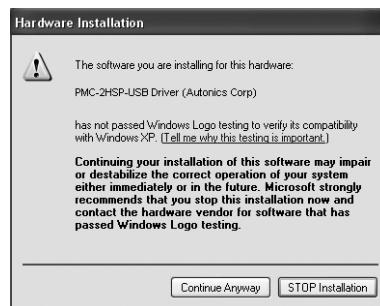 Hardware Installation
The software you are installing for this hardware:
PMC-2HSP-USB Driver (Autonics Corp)
has not passed Windows Logo testing to verify its compatibility
with Windows XP. (Tell me why this testing is important.)
Continuing your installation of this software may impair
or destabilize the correct operation of your system
either immediately or in the future. Microsoft strongly
recommends that you stop this installation now and
contact the hardware vendor for software that has
passed Windows Logo testing.
Continue Anyway
STOP Installation